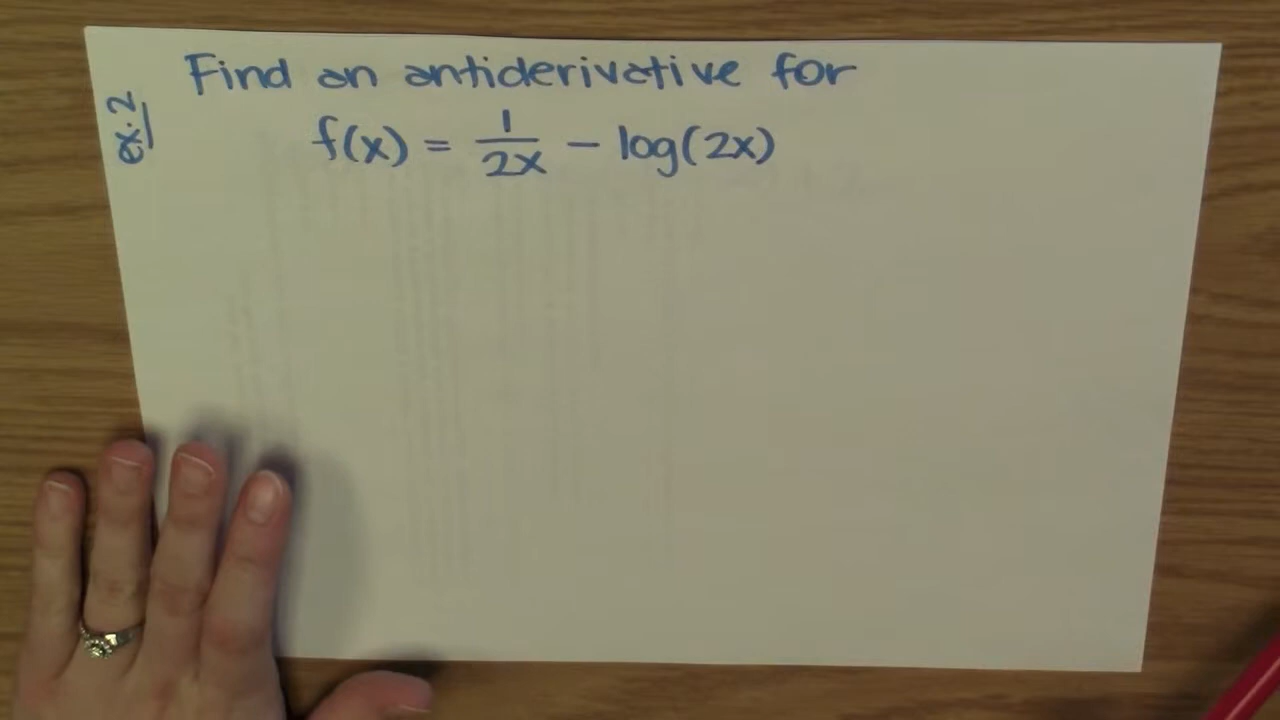 ex. 2
Find an antiderivative for
f(x) = 1/2x - log(2x)